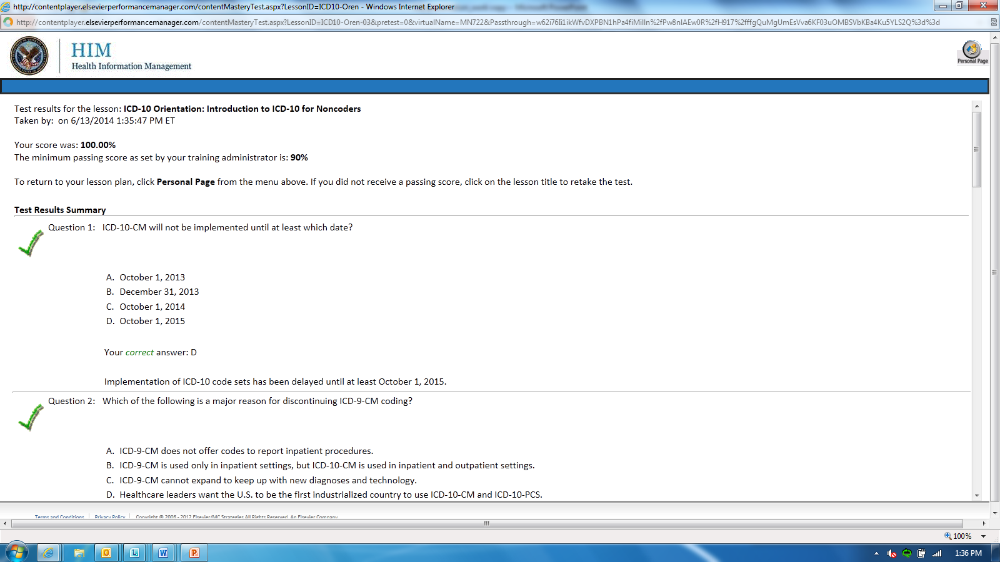 http://contentplayer.elsevierperformancemanager.com/contentMasteryTest.aspx?LessonID=ICD10-Oren - Windows Internet Explorer
http://contentplayer.elsevierperformancemanager.com/contentMasteryTest.aspx?LessonID=ICD10-Oren-03&pretest=0&virtualName=MN722&Passthrough=w62i76Ii1ikWfvDXPBN1hPa4fiMilln%2fPw8nIAEw0R%2fH917%2fffgQuMgUmEsVva6KF03uOMBSVbKBa4Ku5YLS2Q%3d%3d
HIM
Health Information Management
Personal Page
Test results for the lesson: ICD-10 Orientation: Introduction to ICD-10 for Noncoders
Taken by: on 6/13/2014 1:35:47 PM ET
Your score was: 100.00%
The minimum passing score as set by your training administrator is: 90%
To return to your lesson plan, click Personal Page from the menu above. If you did not receive a passing score, click on the lesson title to retake the test.
Test Results Summary
Question 1: ICD-10-CM will not be implemented until at least which date?
A. October 1, 2013
B. December 31, 2013
C. October 1, 2014
D. October 1, 2015
Your correct answer: D
Implementation of ICD-10 code sets has been delayed until at least October 1, 2015.
Question 2: Which of the following is a major reason for discontinuing ICD-9-CM coding?
A. ICD-9-CM does not offer codes to report inpatient procedures.
B. ICD-9-CM is used only in inpatient settings, but ICD-10-CM is used in inpatient and outpatient settings.
C. ICD-9-CM cannot expand to keep up with new diagnoses and technology.
D. Healthcare leaders want the U.S. to be the first industrialized country to use ICD-10-CM and ICD-10-PCS.
Terms and Conditions | Privacy Policy | Copyright © 2006 - 2012 Elsevier/MC Strategies All Rights Reserved. An Elsevier Company
100%
1:36 PM